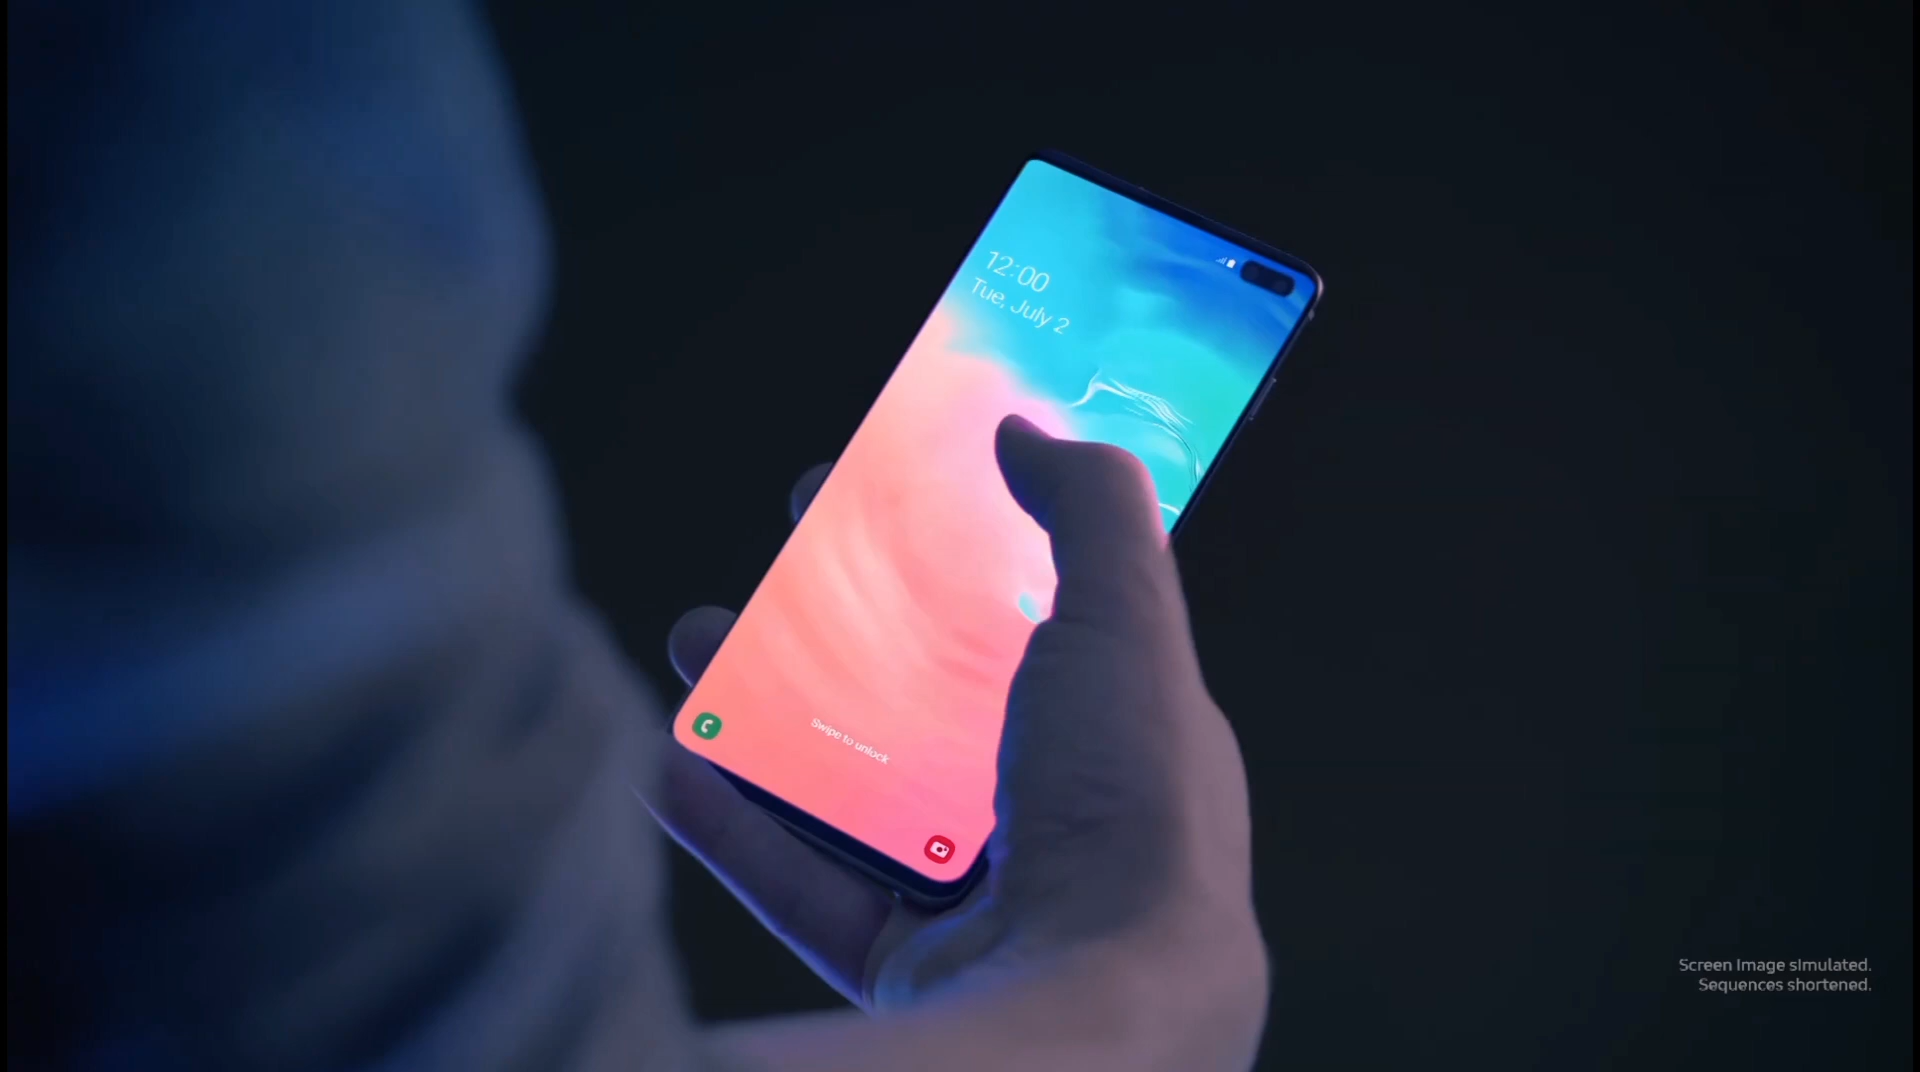 12:00
Tue, July 2
Swipe to unlock
Screen Image simulated.
Sequences shortened.